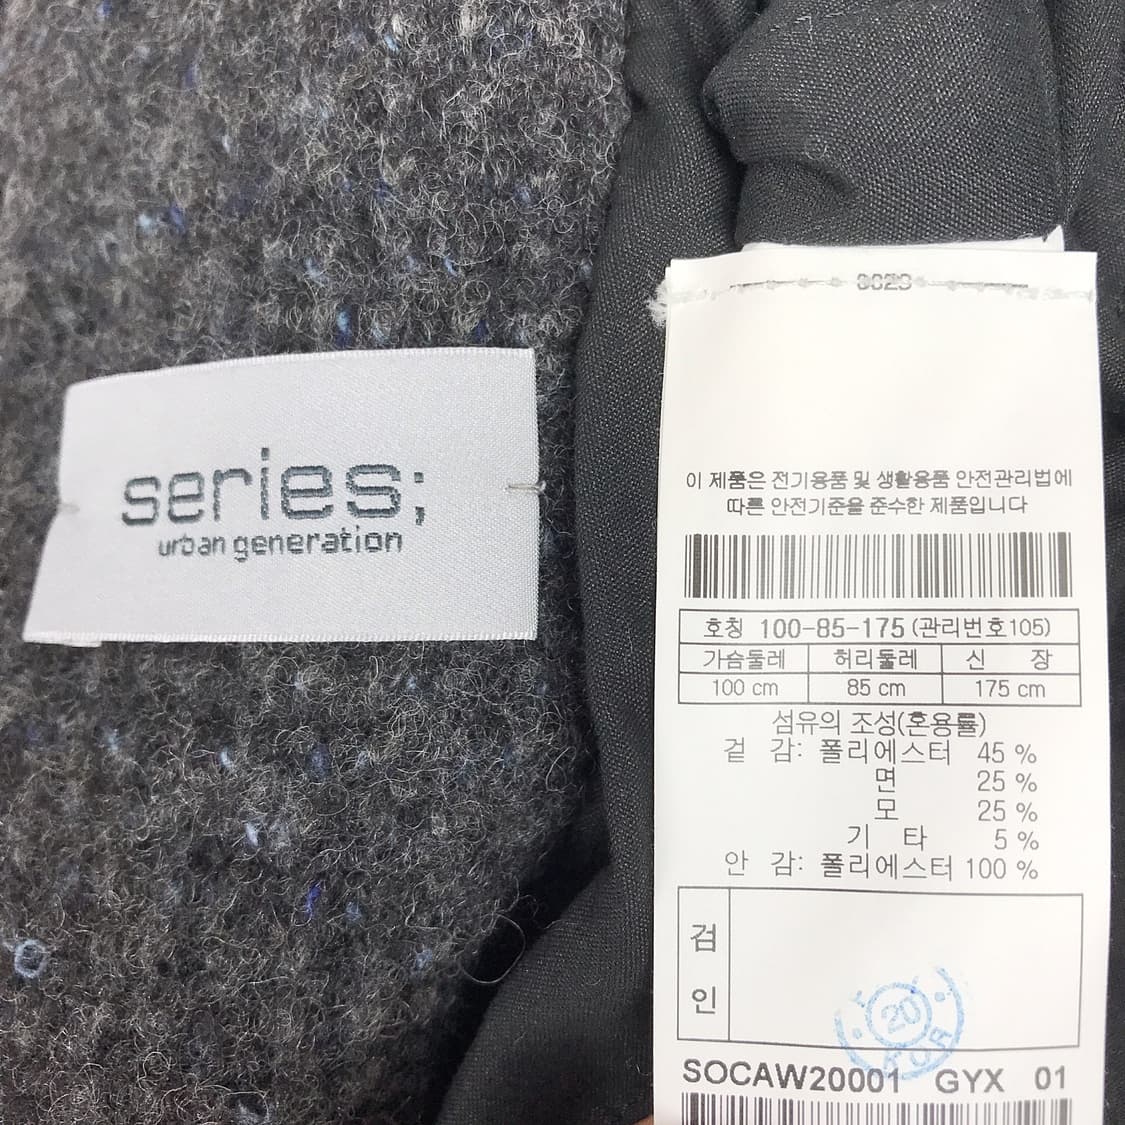 series;
urban generation
이 제품은 전기용품 및 생활용품 안전관리법에
따른 안전기준을 준수한 제품입니다
호칭 100-85-175 (관리번호105)
가슴둘레 허리둘레 신 장
100 cm 85 cm 175 cm
섬유의 조성(혼용률)
겉 감: 폴리에스터 45 %
면 25 %
모 25 %
기 타 5 %
안 감: 폴리에스터 100 %
검
인
20
KOR
SOCAW20001 GYX 01